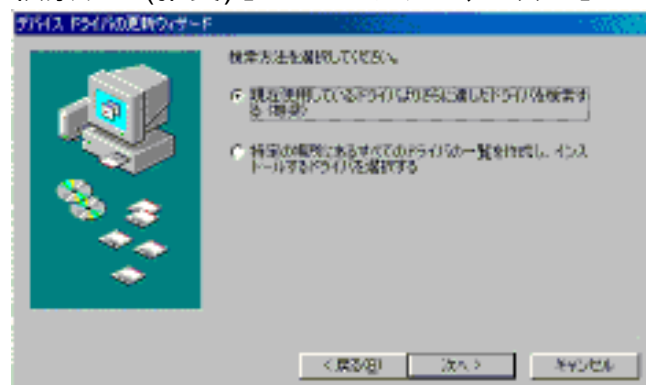 デバイス ドライバの更新ウィザード
検索方法を選択してください。
現在使用しているドライバよりさらに適したドライバを検索す
る (推奨)
特定の場所にあるすべてのドライバの一覧を作成し、インス
トールするドライバを選択する
< 戻る(B)
次へ >
キャンセル